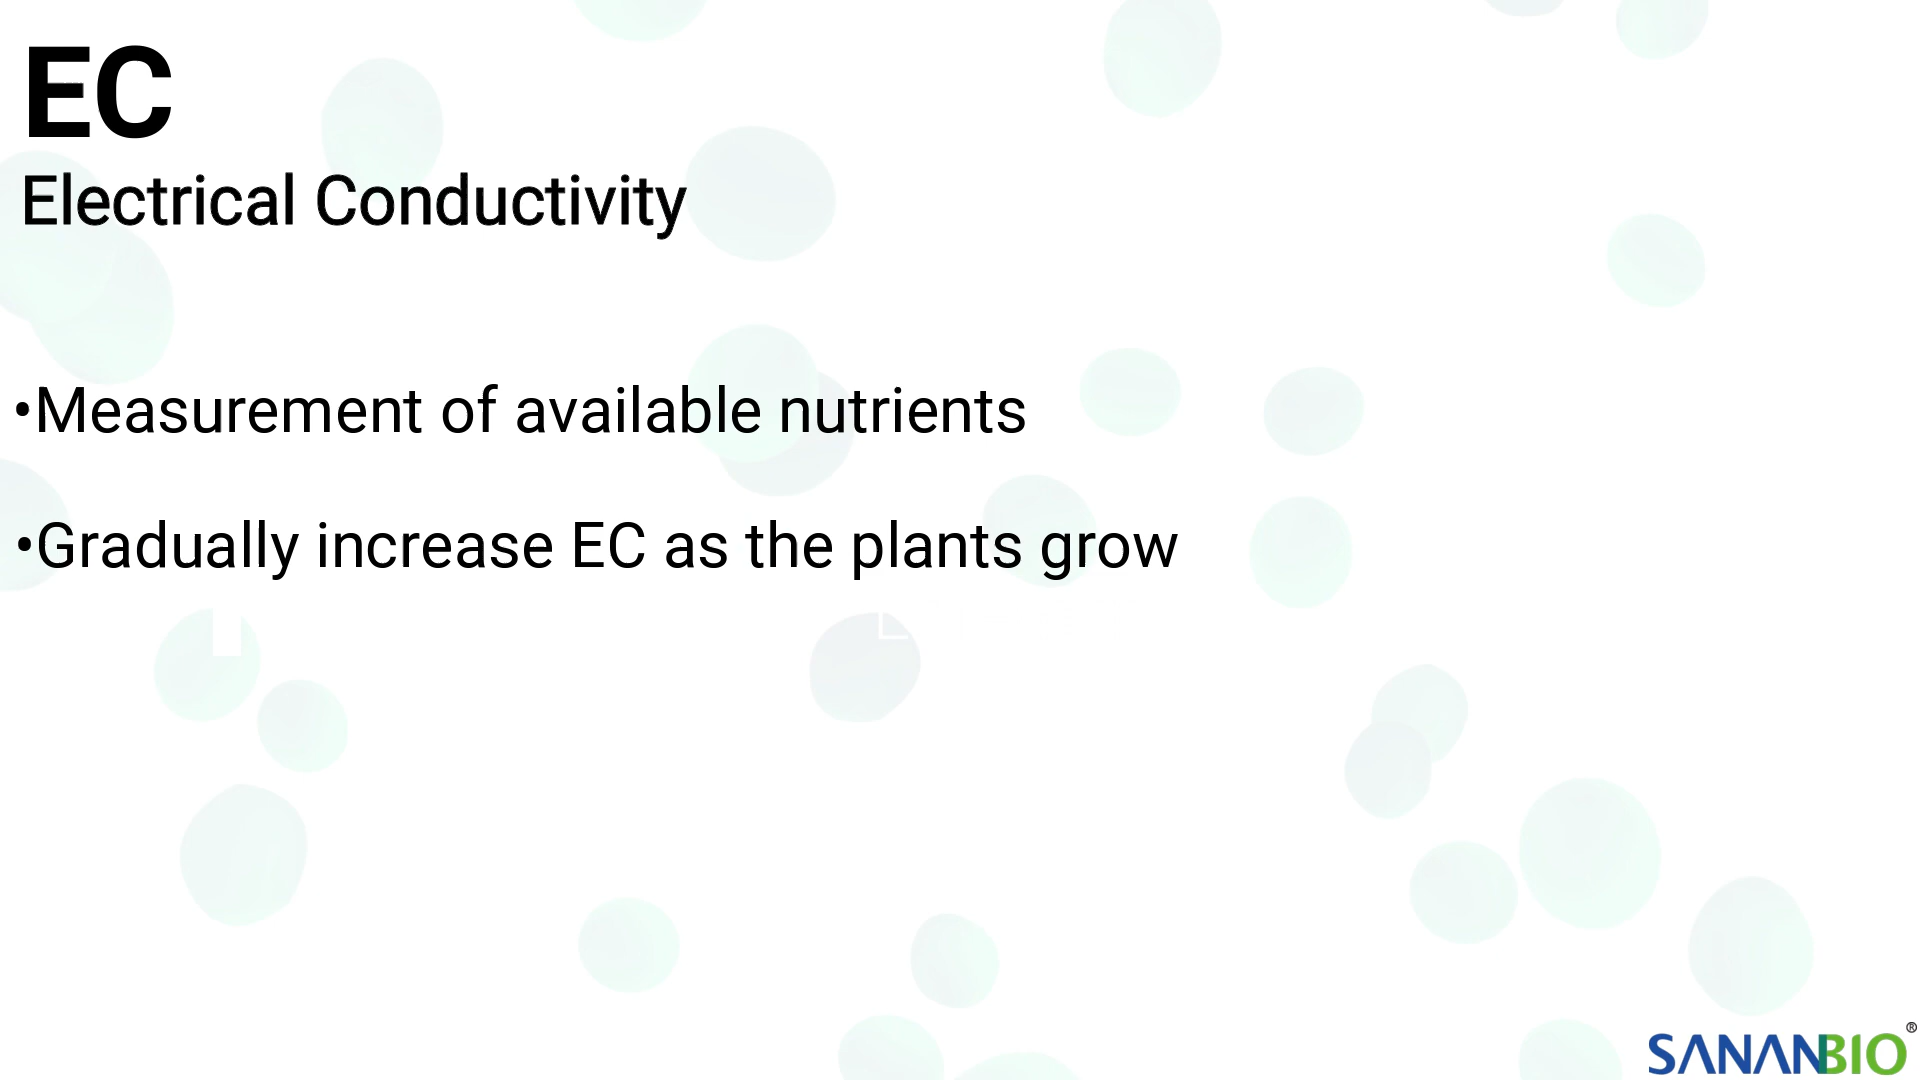 EC
Electrical Conductivity
•Measurement of available nutrients
•Gradually increase EC as the plants grow
SANANBIO®